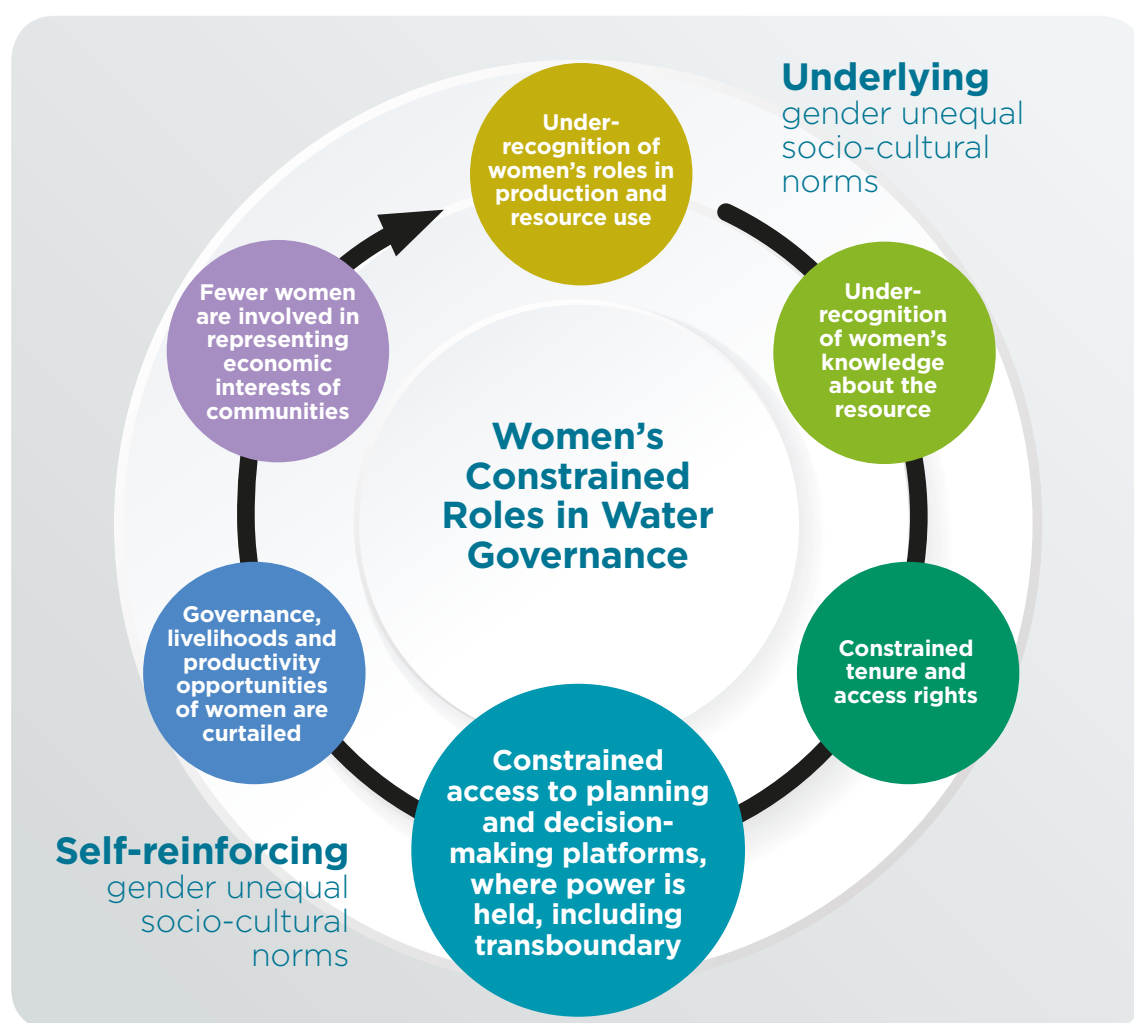 Underlying
gender unequal
socio-cultural
norms
Under-
recognition of
women’s roles in
production and
resource use
Under-
recognition
of women’s
knowledge
about the
resource
Constrained
tenure and
access rights
Constrained
access to planning
and decision-
making platforms,
where power is
held, including
transboundary
Governance,
livelihoods and
productivity
opportunities
of women are
curtailed
Fewer women
are involved in
representing
economic
interests of
communities
Women’s
Constrained
Roles in Water
Governance
Self-reinforcing
gender unequal
socio-cultural
norms